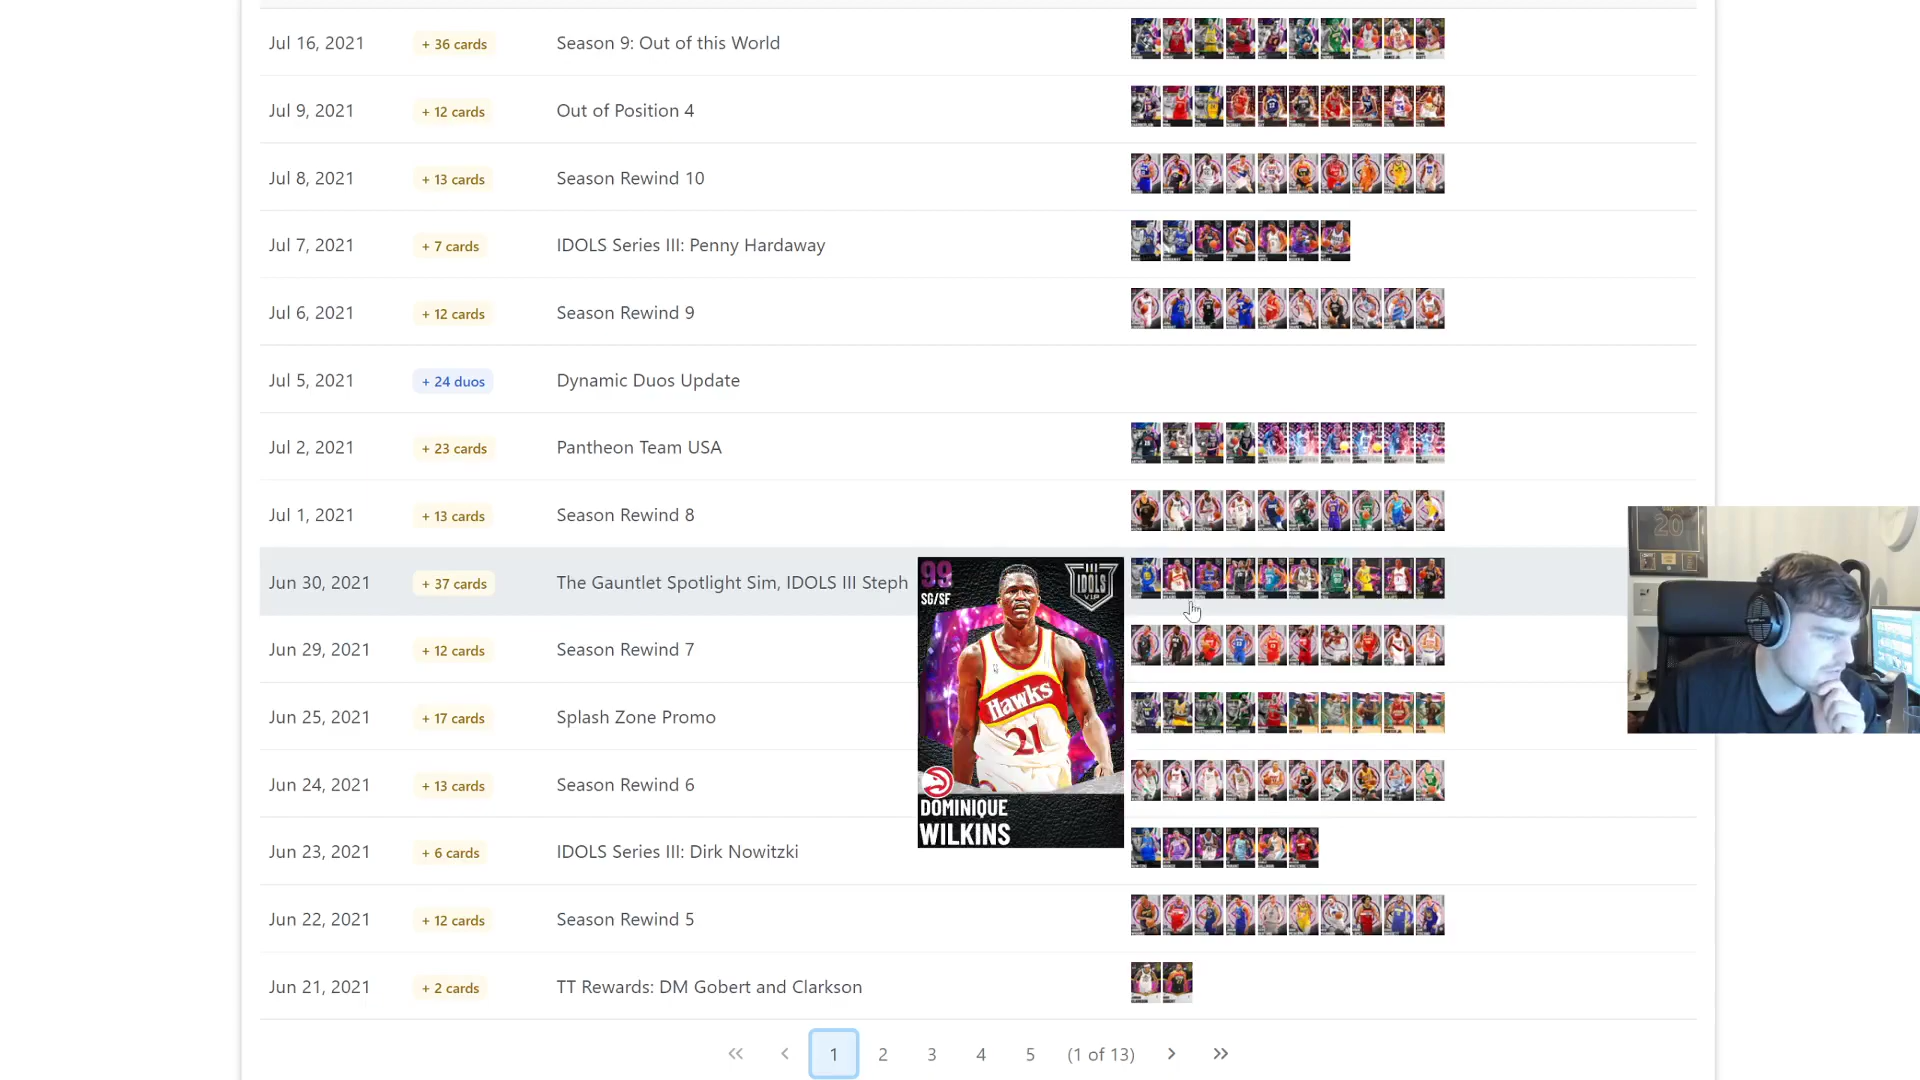 Jul 16, 2021 + 36 cards Season 9: Out of this World
Jul 9, 2021 + 12 cards Out of Position 4
Jul 8, 2021 + 13 cards Season Rewind 10
Jul 7, 2021 + 7 cards IDOLS Series III: Penny Hardaway
Jul 6, 2021 + 12 cards Season Rewind 9
Jul 5, 2021 + 24 duos Dynamic Duos Update
Jul 2, 2021 + 23 cards Pantheon Team USA
Jul 1, 2021 + 13 cards Season Rewind 8
Jun 30, 2021 + 37 cards The Gauntlet Spotlight Sim, IDOLS III Steph
99
SG/SF
III
IDOLS
V.I.P
Hawks
21
DOMINIQUE
WILKINS
20
Jun 29, 2021 + 12 cards Season Rewind 7
Jun 25, 2021 + 17 cards Splash Zone Promo
Jun 24, 2021 + 13 cards Season Rewind 6
Jun 23, 2021 + 6 cards IDOLS Series III: Dirk Nowitzki
Jun 22, 2021 + 12 cards Season Rewind 5
Jun 21, 2021 + 2 cards TT Rewards: DM Gobert and Clarkson
« ‹ 1 2 3 4 5 (1 of 13) › »